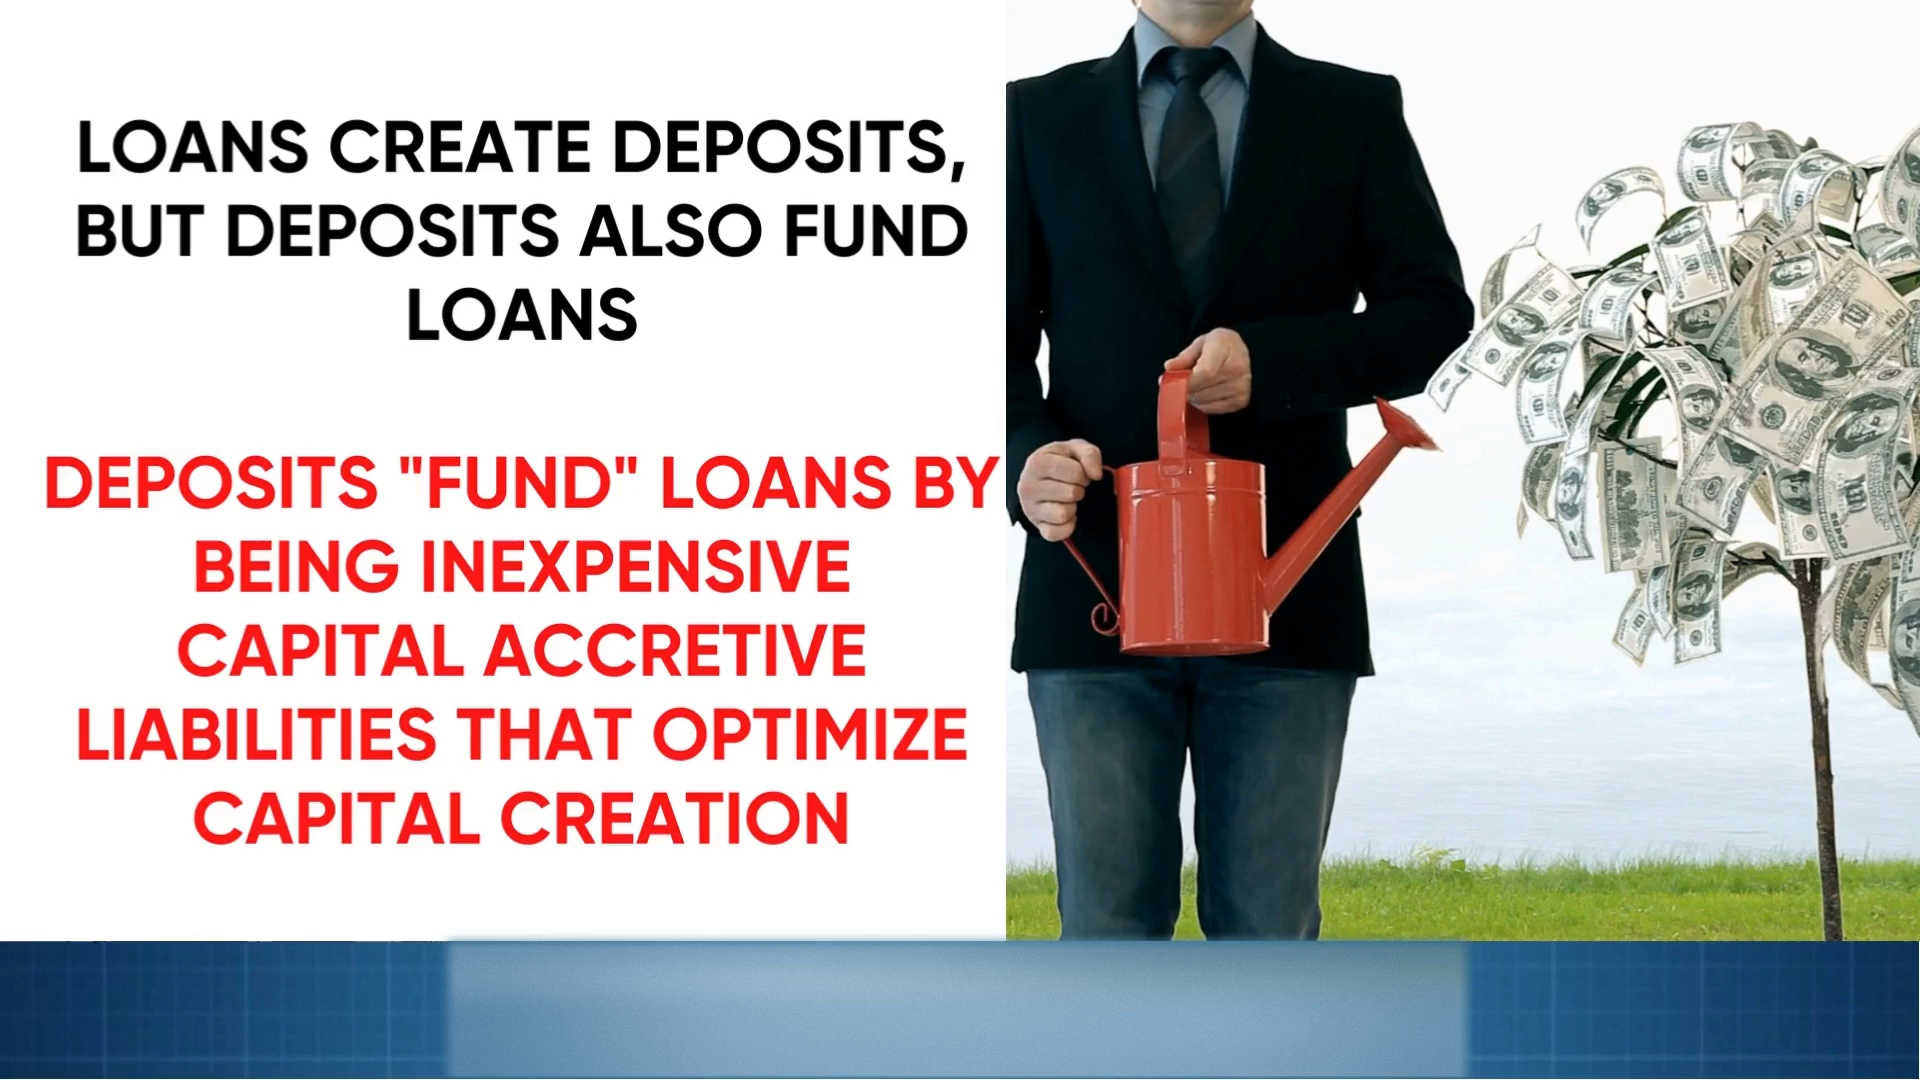 LOANS CREATE DEPOSITS,
BUT DEPOSITS ALSO FUND
LOANS
DEPOSITS "FUND" LOANS BY
BEING INEXPENSIVE
CAPITAL ACCRETIVE
LIABILITIES THAT OPTIMIZE
CAPITAL CREATION